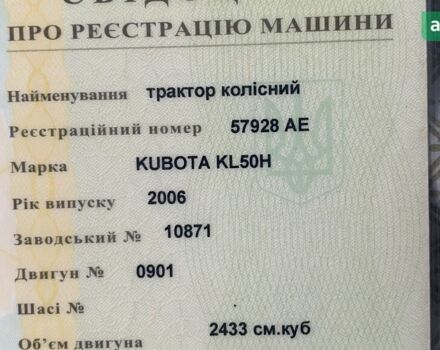 ПРО РЕЄСТРАЦІЮ МАШИНИ
Найменування трактор колісний
Реєстраційний номер 57928 АЕ
Марка KUBOTA KL50H
Рік випуску 2006
Заводський № 10871
Двигун № 0901
Шасі №
Об'єм двигуна 2433 см.куб